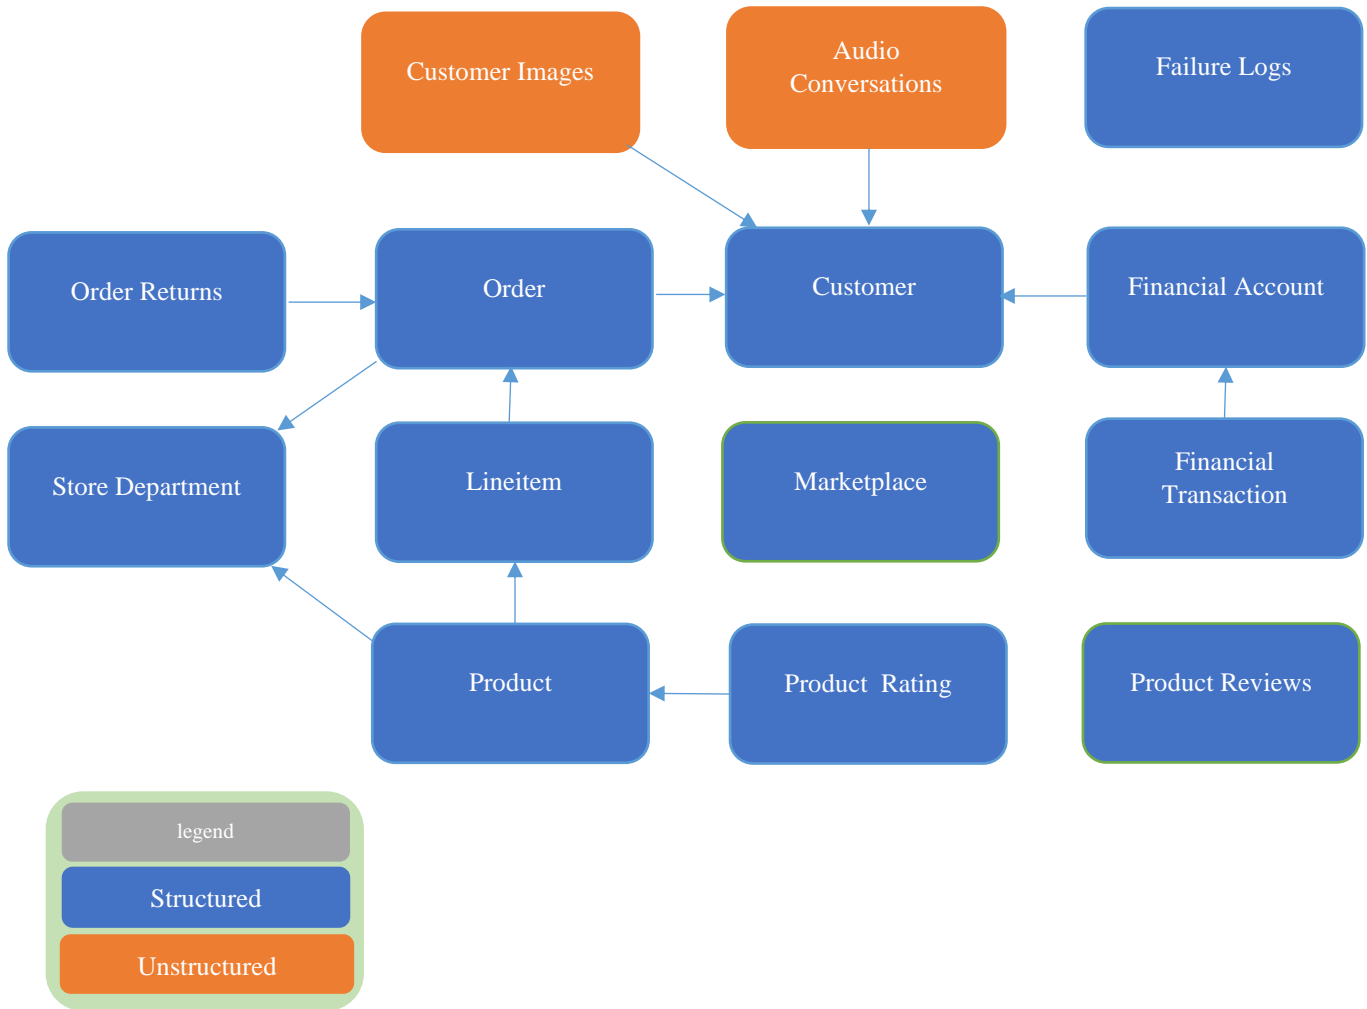 Customer Images
Audio
Conversations
Failure Logs
Order Returns
Order
Customer
Financial Account
Store Department
Lineitem
Marketplace
Financial
Transaction
Product
Product  Rating
Product Reviews
legend
Structured
Unstructured